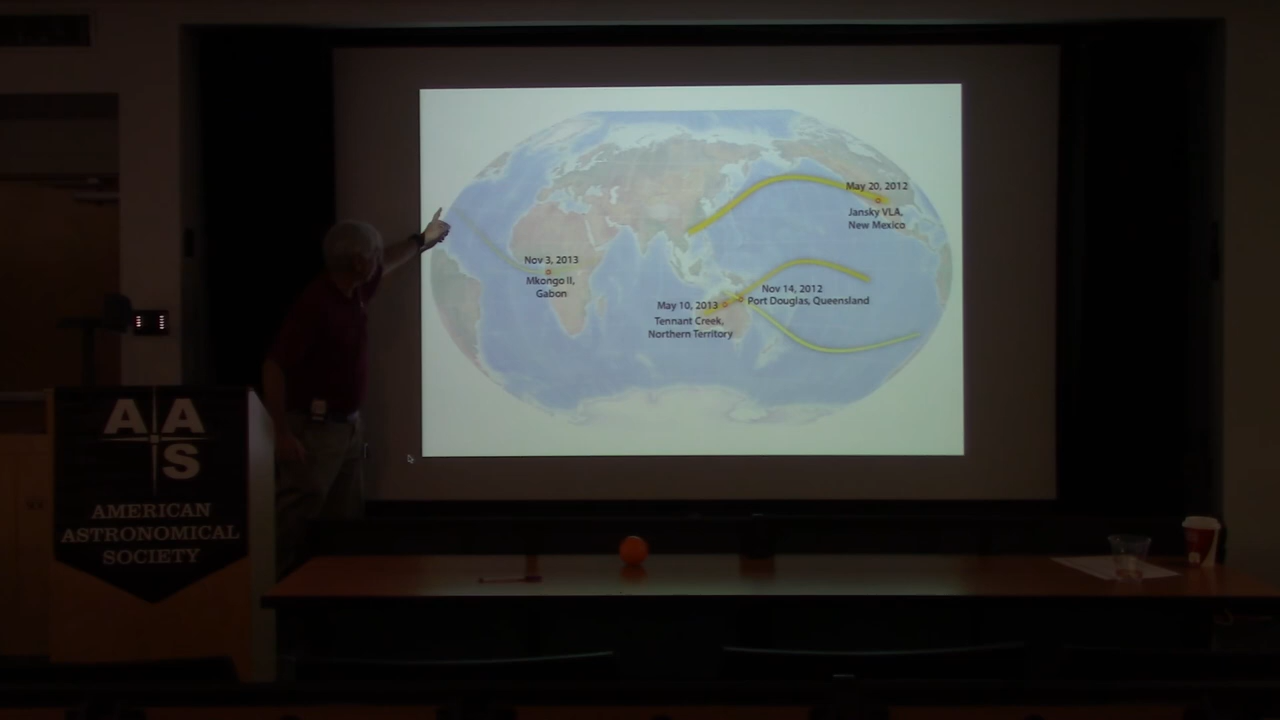 May 20, 2012
Jansky VLA,
New Mexico
Nov 3, 2013
Mkongo II,
Gabon
Nov 14, 2012
Port Douglas, Queensland
May 10, 2013
Tennant Creek,
Northern Territory
A A
S
AMERICAN
ASTRONOMICAL
SOCIETY